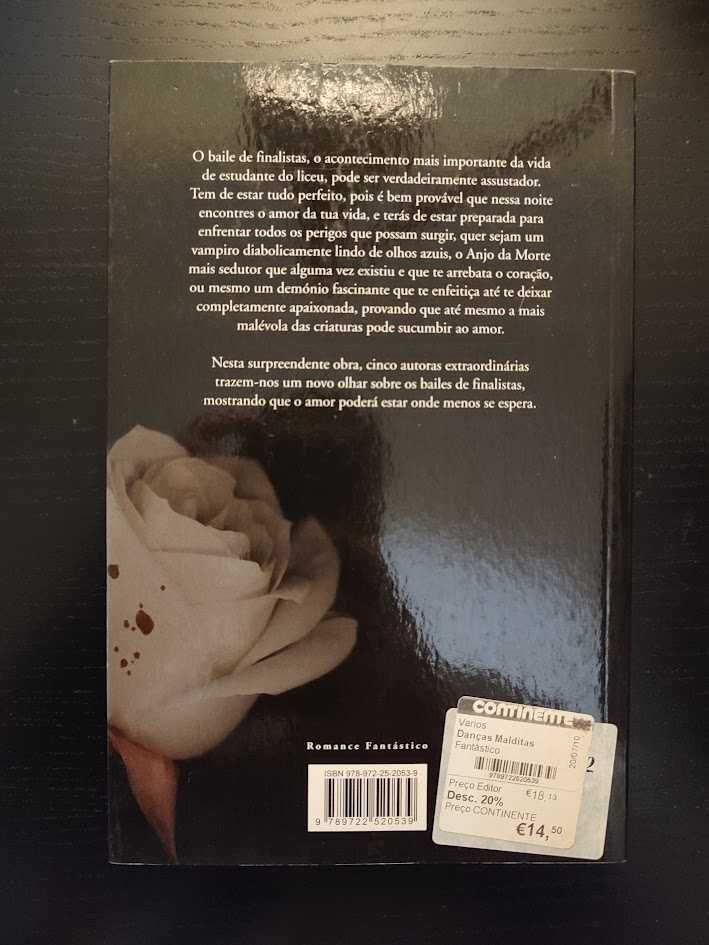 O baile de finalistas, o acontecimento mais importante da vida
de estudante do liceu, pode ser verdadeiramente assustador.
Tem de estar tudo perfeito, pois é bem provável que nessa noite
encontres o amor da tua vida, e terás de estar preparada para
enfrentar todos os perigos que possam surgir, quer sejam um
vampiro diabolicamente lindo de olhos azuis, o Anjo da Morte
mais sedutor que alguma vez existiu e que te arrebata o coração,
ou mesmo um demónio fascinante que te enfeitiça até te deixar
completamente apaixonada, provando que até mesmo a mais
malévola das criaturas pode sucumbir ao amor.
Nesta surpreendente obra, cinco autoras extraordinárias
trazem-nos um novo olhar sobre os bailes de finalistas,
mostrando que o amor poderá estar onde menos se espera.
Romance Fantástico
ISBN 978-972-25-2053-9
9 789722 520539
CONTINENTE
Varios
Danças Malditas
Fantástico
9789722520539
20/07/10
2
Preço Editor €18,13
Desc. 20%
Preço CONTINENTE
€14,50